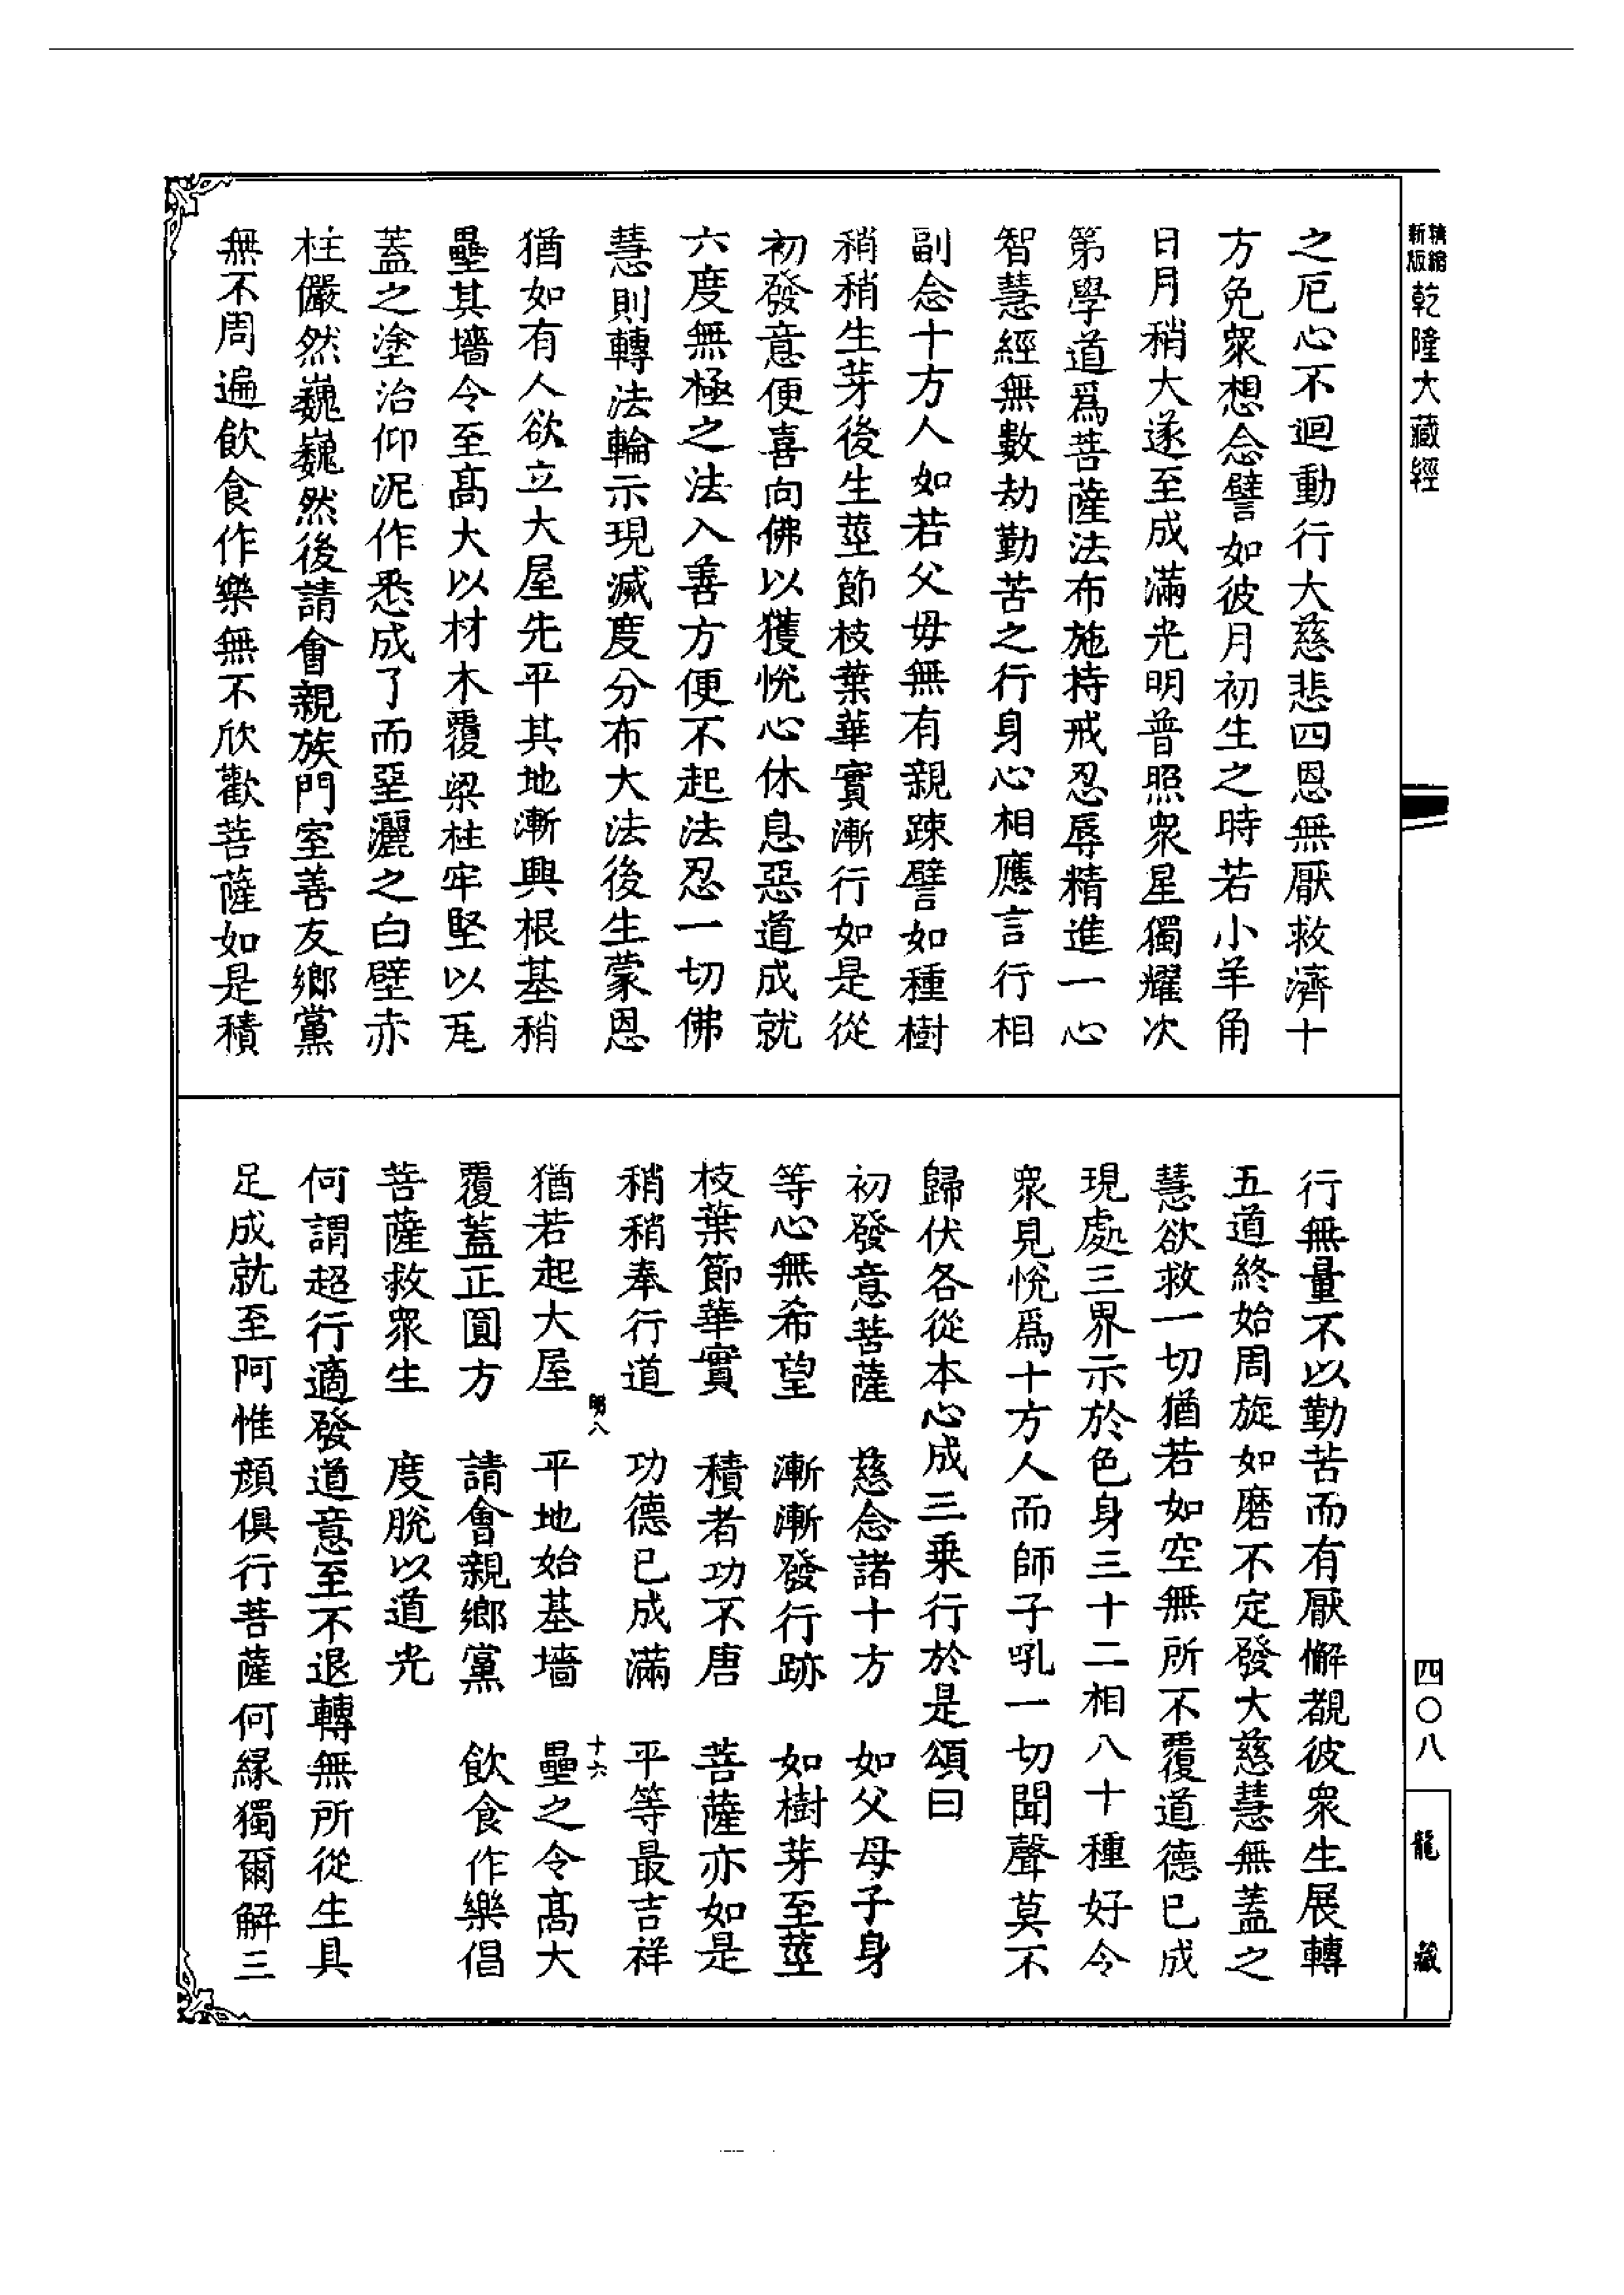 精縮新版乾隆大藏經
之厄心不迴動行大慈悲四恩無厭救濟十
方免衆想念譬如彼月初生之時若小羊角
日月稍大遂至成滿光明普照衆星獨耀次
第學道爲菩薩法布施持戒忍辱精進一心
智慧經無數劫勤苦之行身心相應言行相
副念十方人如若父母無有親踈譬如種樹
稍稍生芽後生莖節枝葉華實漸行如是從
初發意便喜向佛以獲悅心休息惡道成就
六度無極之法入善方便不起法忍一切佛
慧則轉法輪示現滅度分布大法後生蒙恩
猶如有人欲立大屋先平其地漸興根基稍
壘其墻令至高大以材木覆梁柱牢堅以瓦
蓋之塗治仰泥作悉成了而堊灑之白壁赤
柱儼然巍巍然後請會親族門室善友鄉黨
無不周遍飲食作樂無不欣歡菩薩如是積
行無量不以勤苦而有厭懈覩彼衆生展轉
五道終始周旋如磨不定發大慈慧無蓋之
慧欲救一切猶若如空無所不覆道德已成
現處三界示於色身三十二相八十種好令
衆見悅爲十方人而師子吼一切聞聲莫不
歸伏各從本心成三乘行於是頌曰
初發意菩薩　慈念諸十方　如父母子身
等心無希望　漸漸發行跡　如樹芽至莖
枝葉節華實　積者功不唐　菩薩亦如是
稍稍奉行道　功德已成滿　平等最吉祥
明八　十六
猶若起大屋　平地始基墻　壘之令高大
覆蓋正圓方　請會親鄉黨　飲食作樂倡
菩薩救衆生　度脫以道光
何謂超行適發道意至不退轉無所從生具
足成就至阿惟顏俱行菩薩何緣獨爾解三
四〇八
龍藏